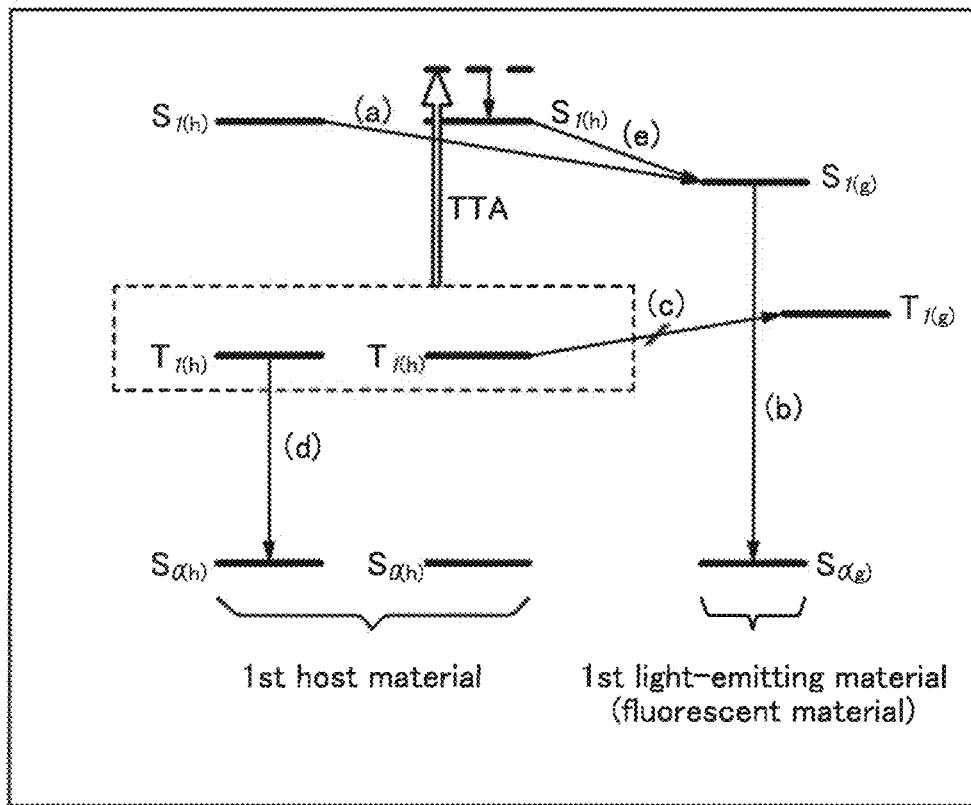 S1(h)
(a)
S1(h)
(e)
S1(g)
TTA
(c)
T1(g)
T1(h)
T1(h)
(b)
(d)
S0(h)
S0(h)
S0(g)
1st host material
1st light-emitting material
(fluorescent material)